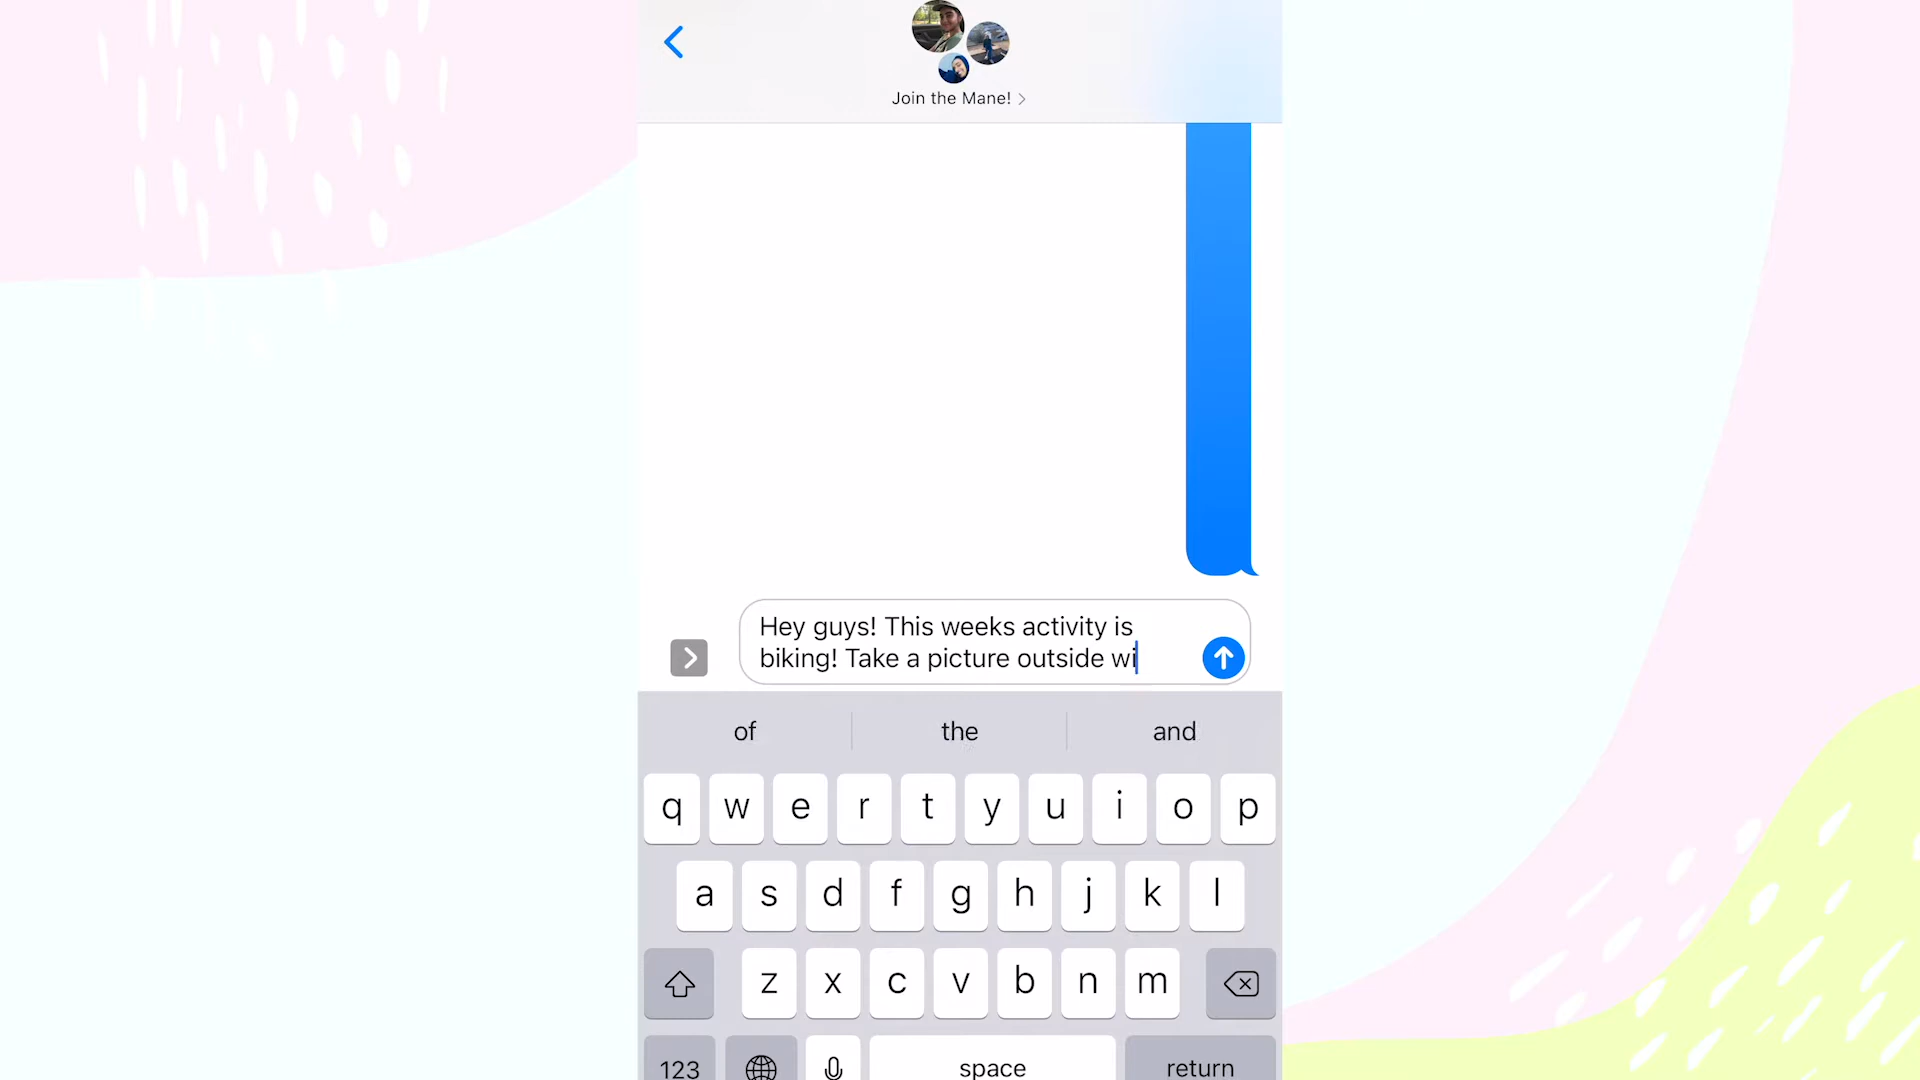 Join the Mane!
Hey guys! This weeks activity is
biking! Take a picture outside wi
of the and
q w e r t y u i o p
a s d f g h j k l
z x c v b n m
123 space return